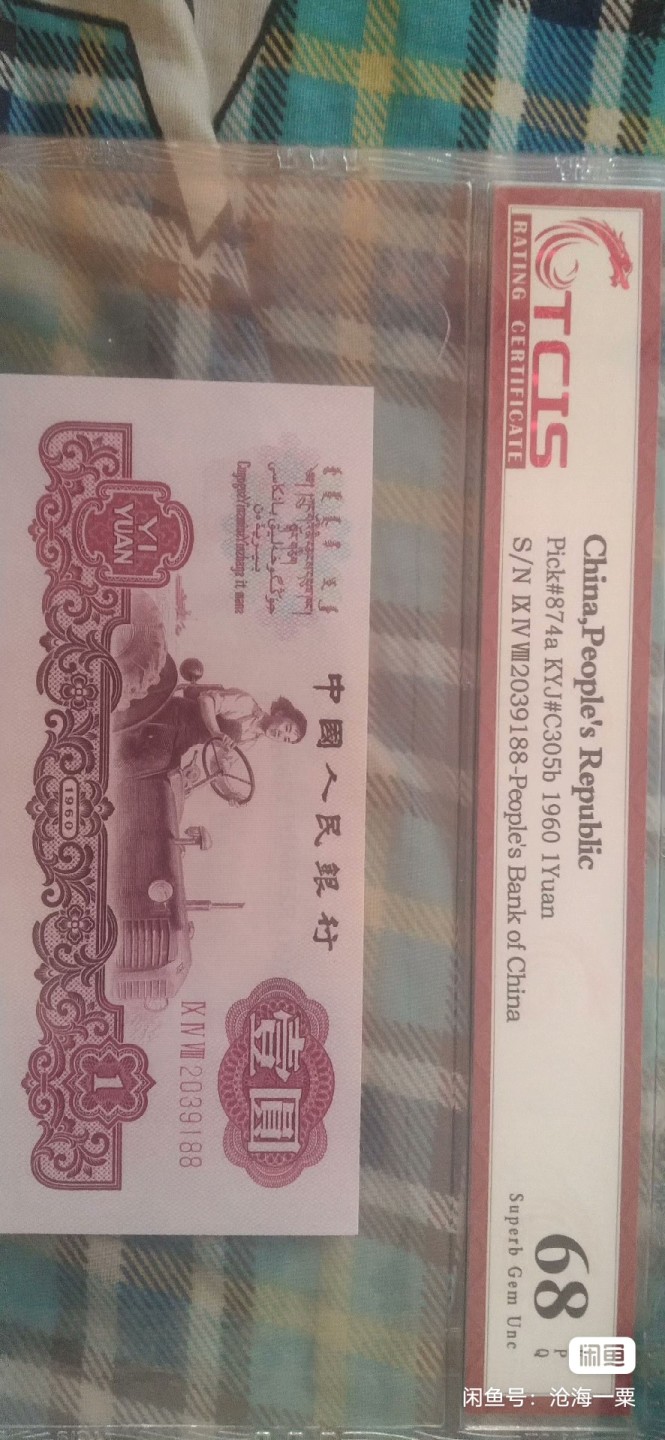 TCIS
RATING CERTIFICATE
China,People's Republic
Pick#874a KYJ#C305b 1960 1Yuan
S/N Ⅸ Ⅳ Ⅷ 2039188-People's Bank of China
68
P
Q
Superb Gem Unc
中國人民銀行
YI
YUAN
壹圓
Ⅸ Ⅳ Ⅷ 2039188
1960
1
闲鱼
闲鱼号：沧海一粟